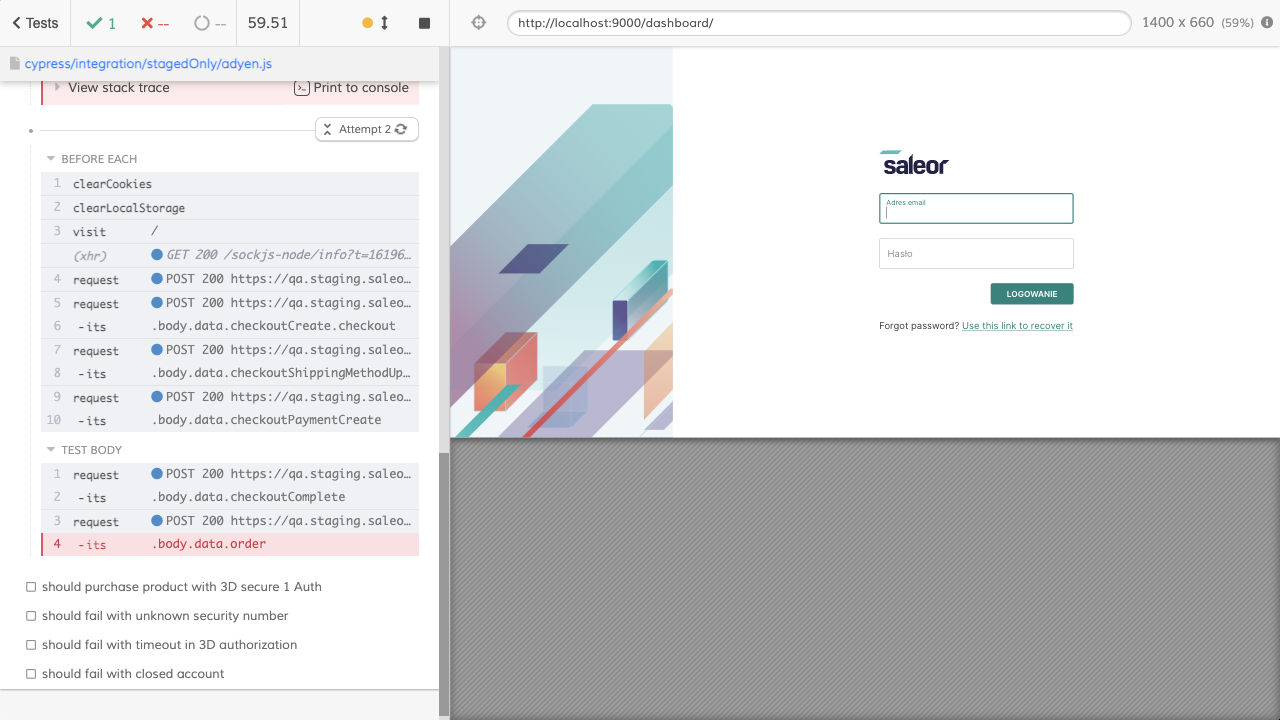 Tests
1
--
--
59.51
http://localhost:9000/dashboard/
1400 x 660 (59%)
cypress/integration/stagedOnly/adyen.js
View stack trace
Print to console
Attempt 2
BEFORE EACH
1 clearCookies
2 clearLocalStorage
3 visit /
(xhr) GET 200 /sockjs-node/info?t=16196…
4 request POST 200 https://qa.staging.saleo…
5 request POST 200 https://qa.staging.saleo…
6 -its .body.data.checkoutCreate.checkout
7 request POST 200 https://qa.staging.saleo…
8 -its .body.data.checkoutShippingMethodUp…
9 request POST 200 https://qa.staging.saleo…
10 -its .body.data.checkoutPaymentCreate
TEST BODY
1 request POST 200 https://qa.staging.saleo…
2 -its .body.data.checkoutComplete
3 request POST 200 https://qa.staging.saleo…
4 -its .body.data.order
should purchase product with 3D secure 1 Auth
should fail with unknown security number
should fail with timeout in 3D authorization
should fail with closed account
saleor
Adres email
Hasło
LOGOWANIE
Forgot password? Use this link to recover it